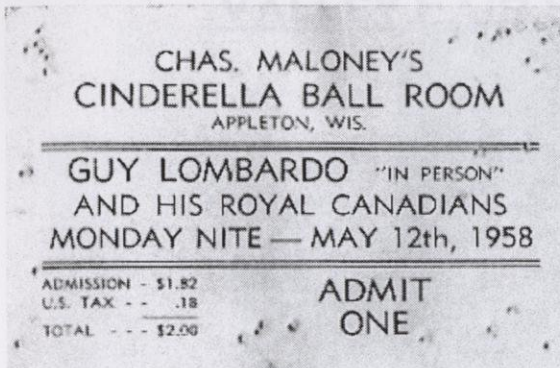 CHAS. MALONEY'S
CINDERELLA BALL ROOM
APPLETON, WIS.
GUY LOMBARDO "IN PERSON"
AND HIS ROYAL CANADIANS
MONDAY NITE — MAY 12th, 1958
ADMISSION - $1.82
U.S. TAX - - .18
TOTAL - - - $2.00
ADMIT
ONE